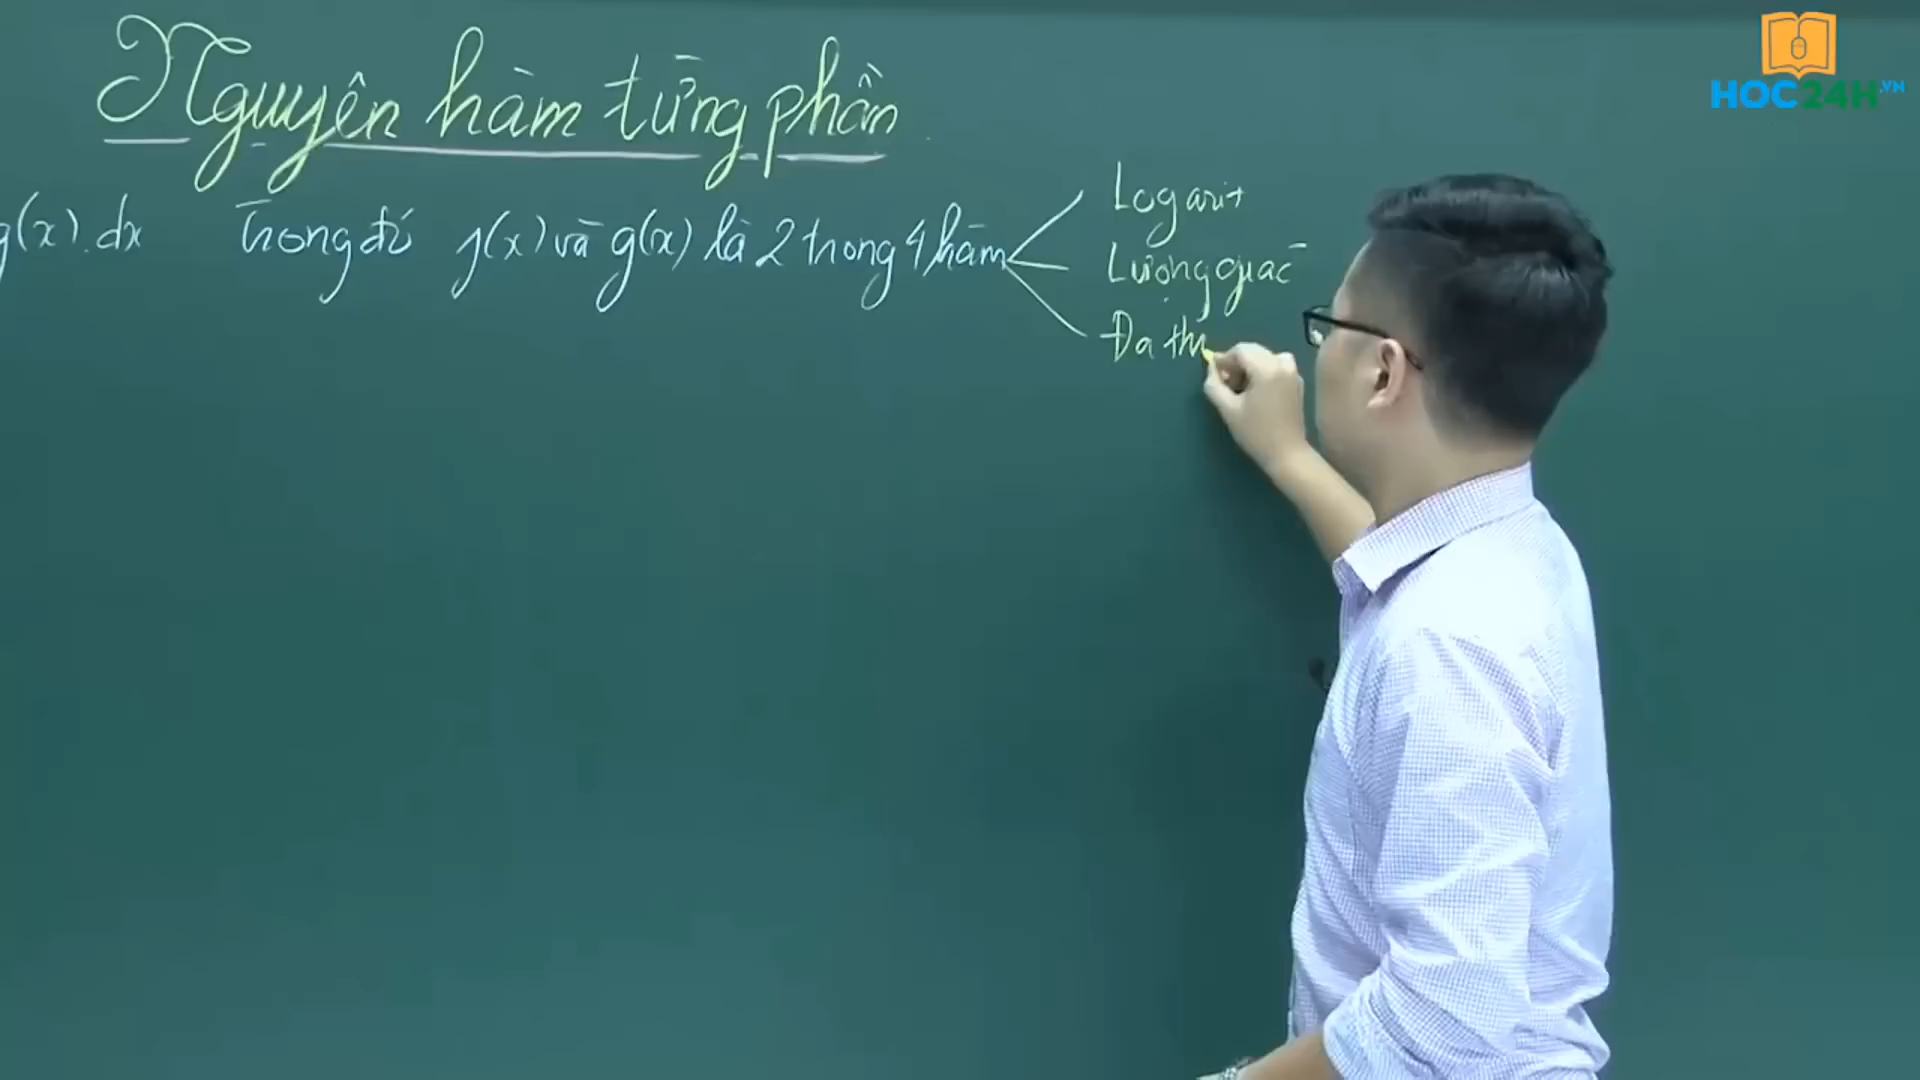 HOC24H.VN
Nguyên hàm từng phần
g(x).dx Trong đó f(x) và g(x) là 2 trong 4 hàm
Logarit
Lượng giác
Đa thư